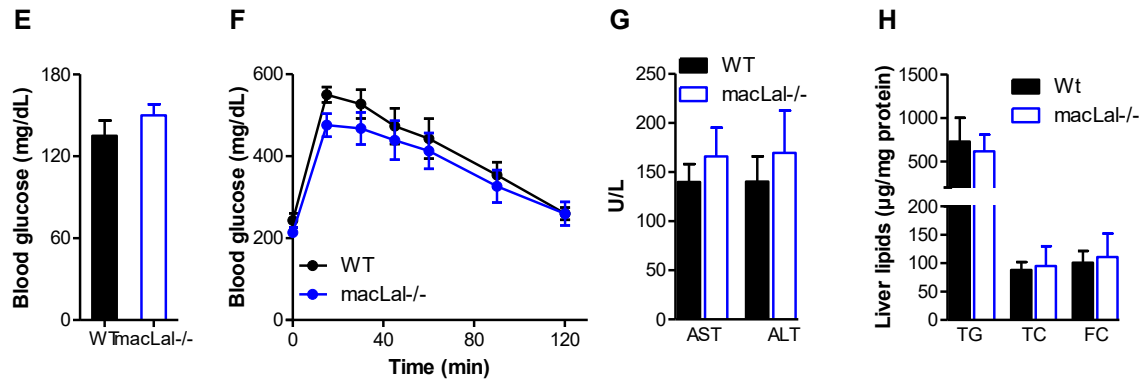 E
F
G
H
Blood glucose (mg/dL)
180
120
60
0
WT
macLal-/-
Blood glucose (mg/dL)
600
400
200
0
WT
macLal-/-
0
40
80
120
Time (min)
WT
macLal-/-
U/L
250
200
150
100
50
0
AST
ALT
Wt
macLal-/-
Liver lipids (µg/mg protein)
1500
1000
500
200
150
100
50
0
TG
TC
FC